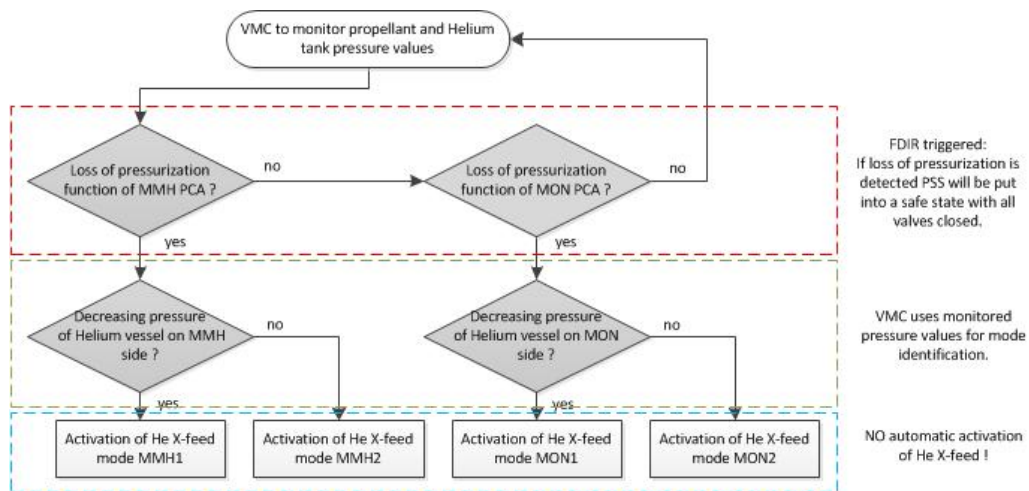 VMC to monitor propellant and Helium
tank pressure values
Loss of pressurization
function of MMH PCA ?
no
Loss of pressurization
function of MON PCA ?
no
FDIR triggered:
If loss of pressurization is
detected PSS will be put
into a safe state with all
valves closed.
yes
yes
Decreasing pressure
of Helium vessel on MMH
side ?
no
Decreasing pressure
of Helium vessel on MON
side ?
no
VMC uses monitored
pressure values for mode
identification.
yes
yes
Activation of He X-feed
mode MMH1
Activation of He X-feed
mode MMH2
Activation of He X-feed
mode MON1
Activation of He X-feed
mode MON2
NO automatic activation
of He X-feed !